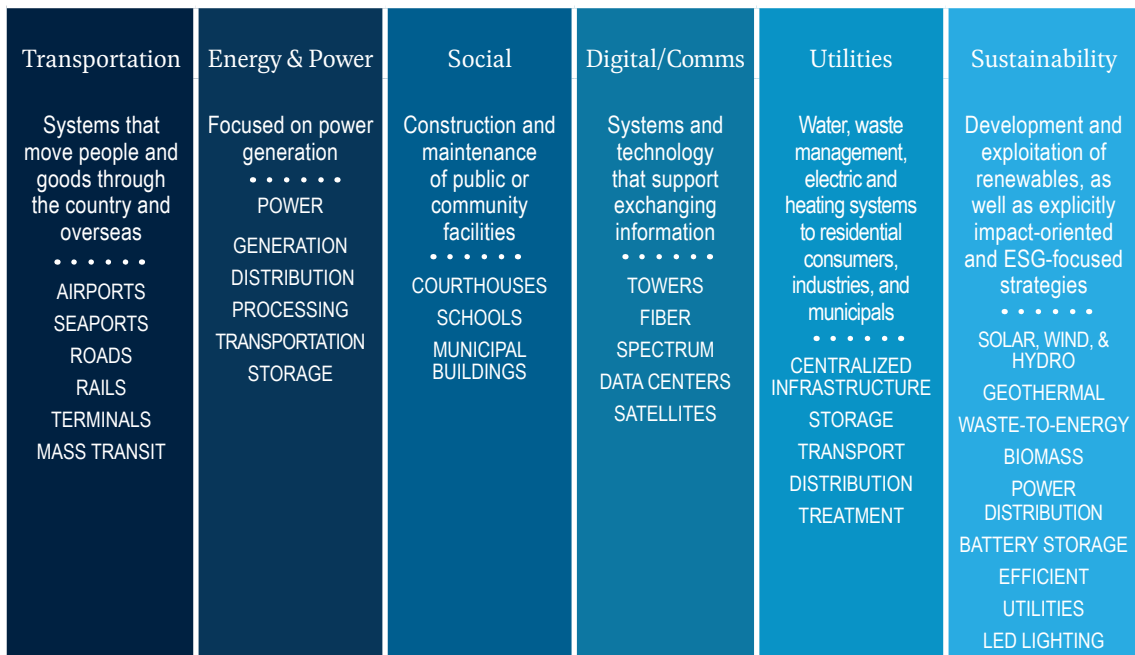 Transportation
Systems that
move people and
goods through
the country and
overseas
AIRPORTS
SEAPORTS
ROADS
RAILS
TERMINALS
MASS TRANSIT
Energy & Power
Focused on power
generation
POWER
GENERATION
DISTRIBUTION
PROCESSING
TRANSPORTATION
STORAGE
Social
Construction and
maintenance
of public or
community
facilities
COURTHOUSES
SCHOOLS
MUNICIPAL
BUILDINGS
Digital/Comms
Systems and
technology
that support
exchanging
information
TOWERS
FIBER
SPECTRUM
DATA CENTERS
SATELLITES
Utilities
Water, waste
management,
electric and
heating systems
to residential
consumers,
industries, and
municipals
CENTRALIZED
INFRASTRUCTURE
STORAGE
TRANSPORT
DISTRIBUTION
TREATMENT
Sustainability
Development and
exploitation of
renewables, as
well as explicitly
impact-oriented
and ESG-focused
strategies
SOLAR, WIND, &
HYDRO
GEOTHERMAL
WASTE-TO-ENERGY
BIOMASS
POWER
DISTRIBUTION
BATTERY STORAGE
EFFICIENT
UTILITIES
LED LIGHTING